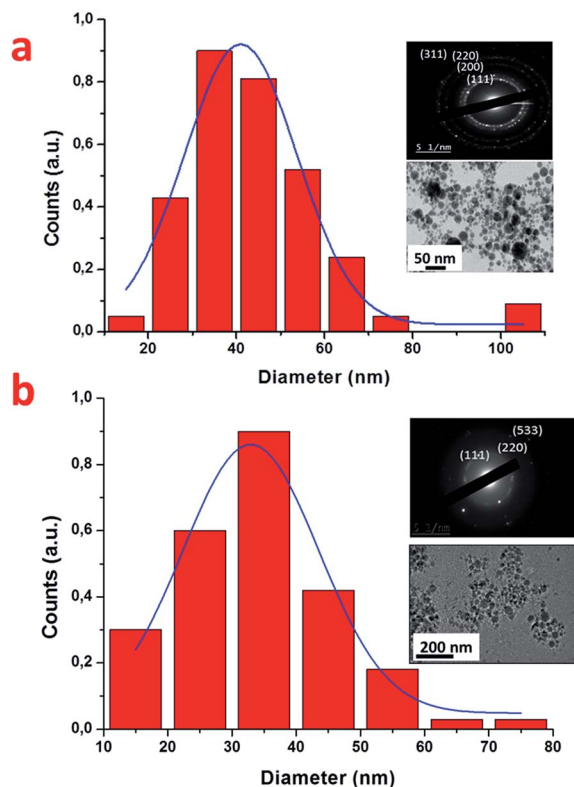 a
Counts (a.u.)
1,0
0,8
0,6
0,4
0,2
0,0
20 40 60 80 100
Diameter (nm)
(311) (220)
(200)
(111)
5 1/nm
50 nm
b
Counts (a.u.)
1,0
0,8
0,6
0,4
0,2
0,0
10 20 30 40 50 60 70 80
Diameter (nm)
(533)
(111) (220)
5 1/nm
200 nm